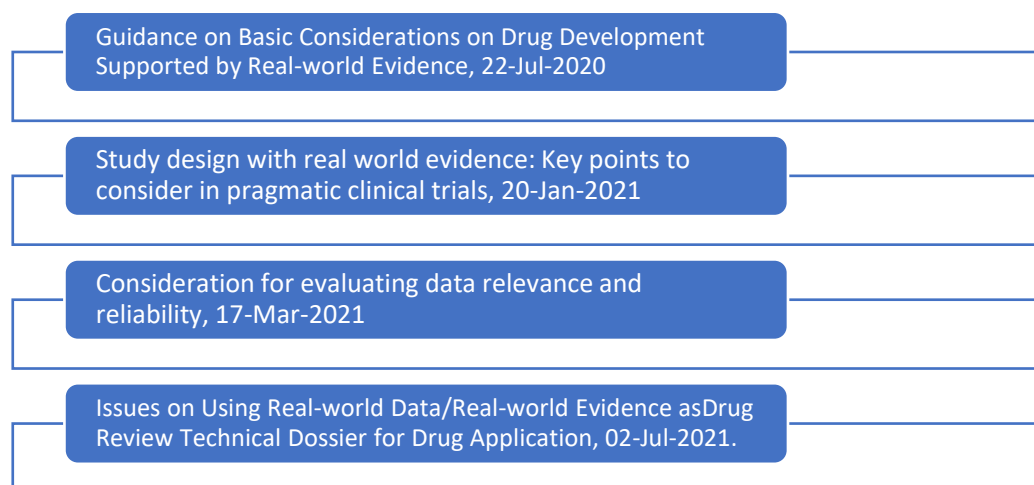 Guidance on Basic Considerations on Drug Development
Supported by Real-world Evidence, 22-Jul-2020
Study design with real world evidence: Key points to
consider in pragmatic clinical trials, 20-Jan-2021
Consideration for evaluating data relevance and
reliability, 17-Mar-2021
Issues on Using Real-world Data/Real-world Evidence asDrug
Review Technical Dossier for Drug Application, 02-Jul-2021.